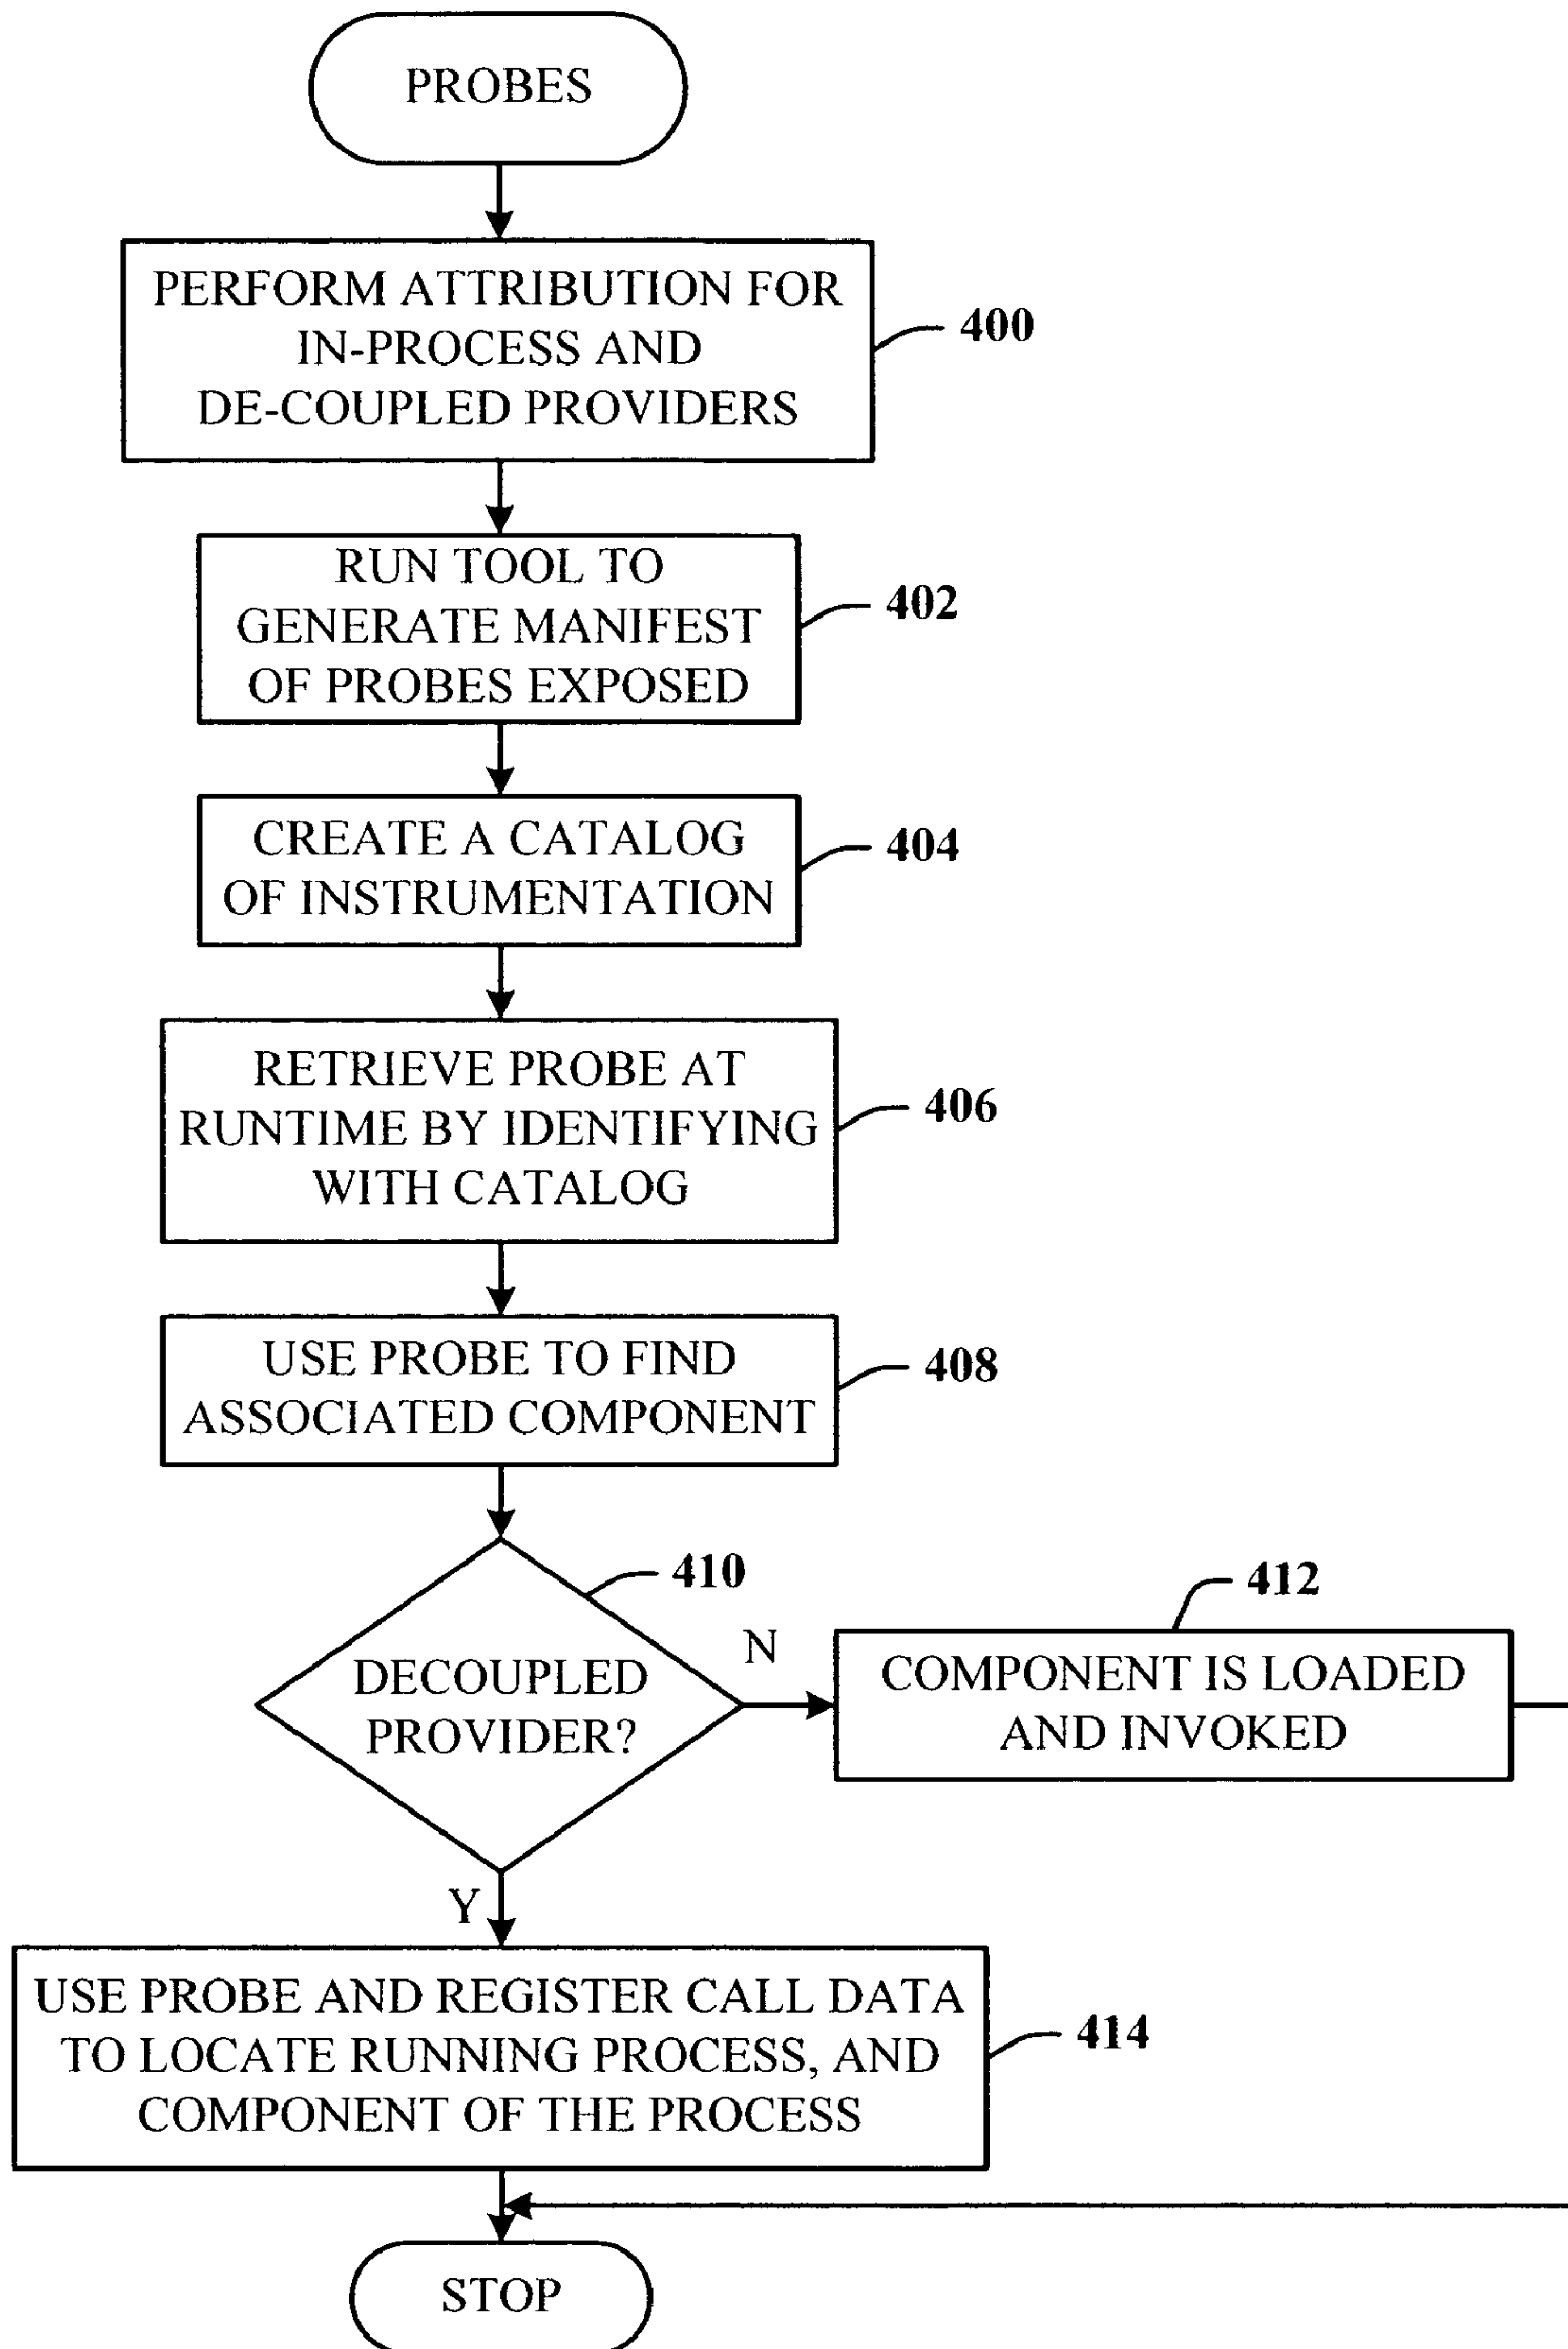 PROBES
PERFORM ATTRIBUTION FOR
IN-PROCESS AND
DE-COUPLED PROVIDERS
400
RUN TOOL TO
GENERATE MANIFEST
OF PROBES EXPOSED
402
CREATE A CATALOG
OF INSTRUMENTATION
404
RETRIEVE PROBE AT
RUNTIME BY IDENTIFYING
WITH CATALOG
406
USE PROBE TO FIND
ASSOCIATED COMPONENT
408
410
DECOUPLED
PROVIDER?
N
412
COMPONENT IS LOADED
AND INVOKED
Y
USE PROBE AND REGISTER CALL DATA
TO LOCATE RUNNING PROCESS, AND
COMPONENT OF THE PROCESS
414
STOP